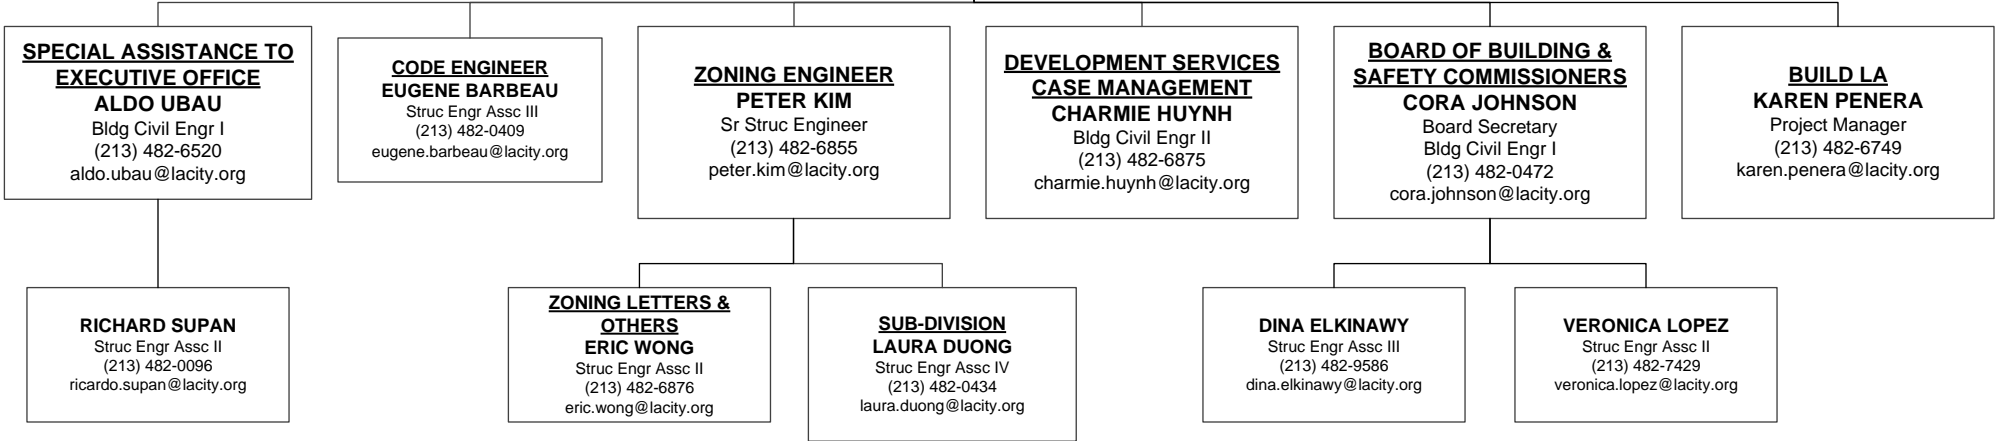 SPECIAL ASSISTANCE TO
EXECUTIVE OFFICE
ALDO UBAU
Bldg Civil Engr I
(213) 482-6520
aldo.ubau@lacity.org
CODE ENGINEER
EUGENE BARBEAU
Struc Engr Assc III
(213) 482-0409
eugene.barbeau@lacity.org
ZONING ENGINEER
PETER KIM
Sr Struc Engineer
(213) 482-6855
peter.kim@lacity.org
DEVELOPMENT SERVICES
CASE MANAGEMENT
CHARMIE HUYNH
Bldg Civil Engr II
(213) 482-6875
charmie.huynh@lacity.org
BOARD OF BUILDING &
SAFETY COMMISSIONERS
CORA JOHNSON
Board Secretary
Bldg Civil Engr I
(213) 482-0472
cora.johnson@lacity.org
BUILD LA
KAREN PENERA
Project Manager
(213) 482-6749
karen.penera@lacity.org
RICHARD SUPAN
Struc Engr Assc II
(213) 482-0096
ricardo.supan@lacity.org
ZONING LETTERS &
OTHERS
ERIC WONG
Struc Engr Assc II
(213) 482-6876
eric.wong@lacity.org
SUB-DIVISION
LAURA DUONG
Struc Engr Assc IV
(213) 482-0434
laura.duong@lacity.org
DINA ELKINAWY
Struc Engr Assc III
(213) 482-9586
dina.elkinawy@lacity.org
VERONICA LOPEZ
Struc Engr Assc II
(213) 482-7429
veronica.lopez@lacity.org